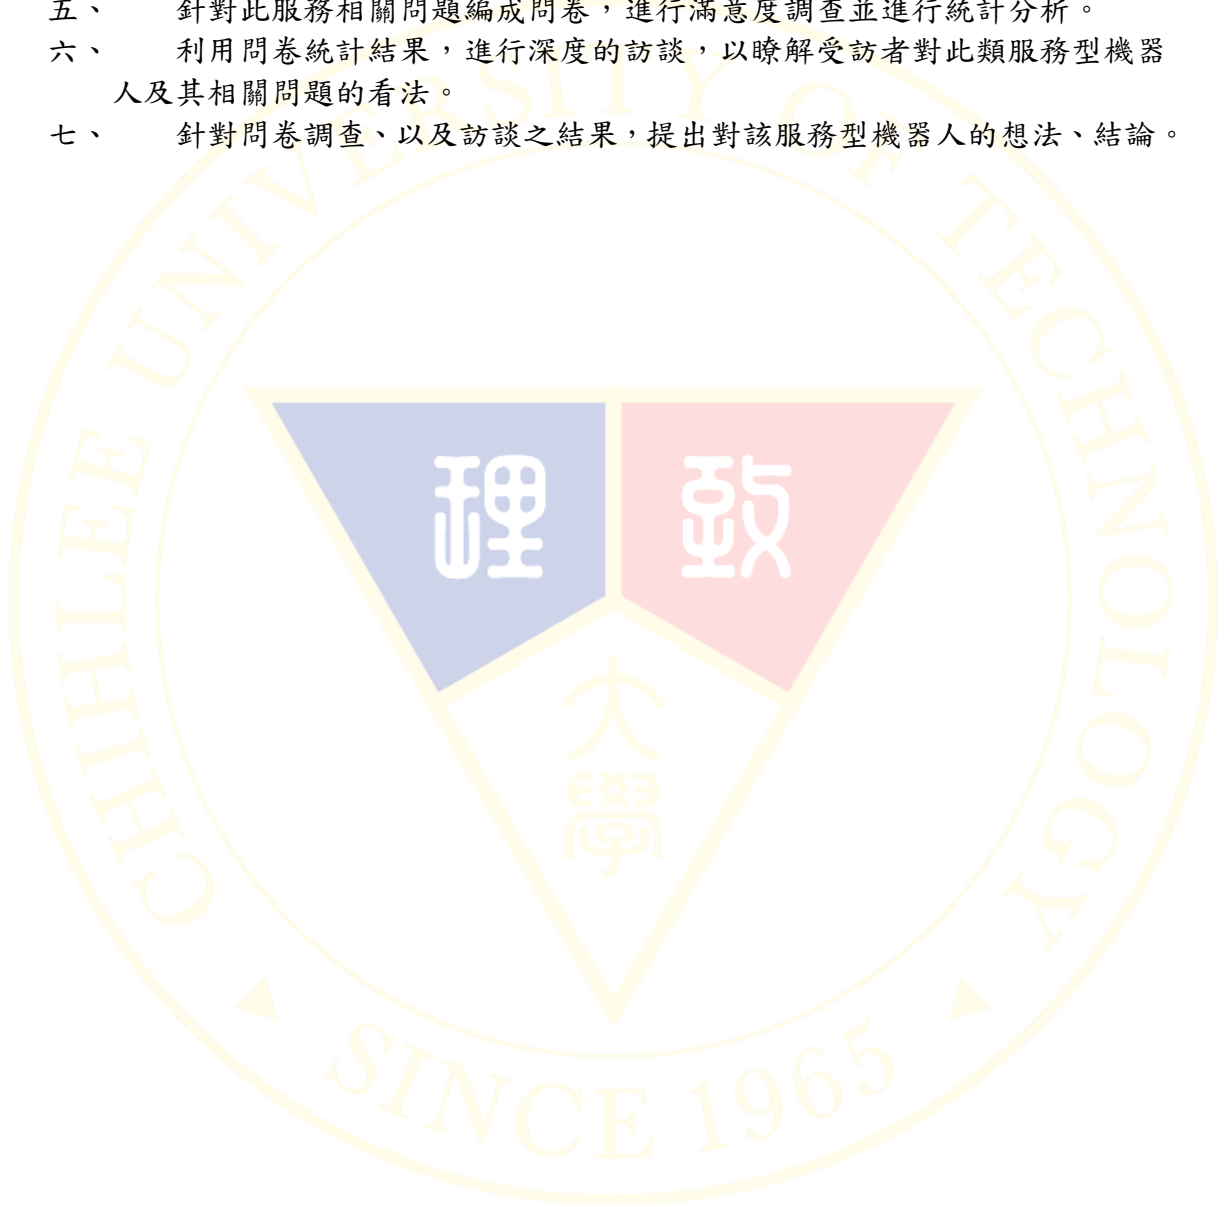 五、 針對此服務相關問題編成問卷，進行滿意度調查並進行統計分析。
六、 利用問卷統計結果，進行深度的訪談，以瞭解受訪者對此類服務型機器
人及其相關問題的看法。
七、 針對問卷調查、以及訪談之結果，提出對該服務型機器人的想法、結論。
CHIHLEE UNIVERSITY OF TECHNOLOGY
理 致
大
學
SINCE 1965